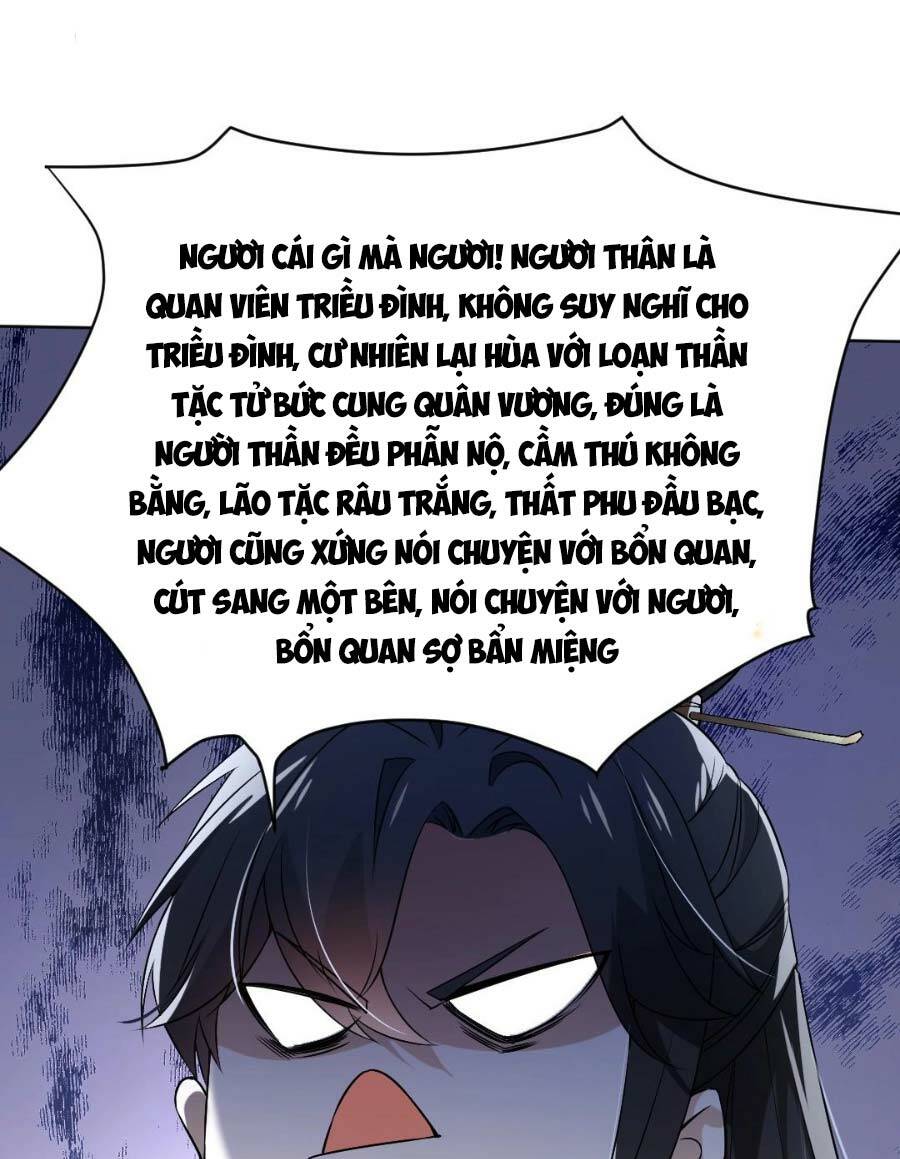 NGƯƠI CÁI GÌ MÀ NGƯƠI! NGƯƠI THÂN LÀ
QUAN VIÊN TRIỀU ĐÌNH, KHÔNG SUY NGHĨ CHO
TRIỀU ĐÌNH, CƯ NHIÊN LẠI HÙA VỚI LOẠN THẦN
TẶC TỬ BỨC CUNG QUÂN VƯƠNG, ĐÚNG LÀ
NGƯỜI THẦN ĐỀU PHẪN NỘ, CẦM THÚ KHÔNG
BẰNG, LÃO TẶC RÂU TRẮNG, THẤT PHU ĐẦU BẠC,
NGƯƠI CŨNG XỨNG NÓI CHUYỆN VỚI BỔN QUAN,
CÚT SANG MỘT BÊN, NÓI CHUYỆN VỚI NGƯƠI,
BỔN QUAN SỢ BẨN MIỆNG